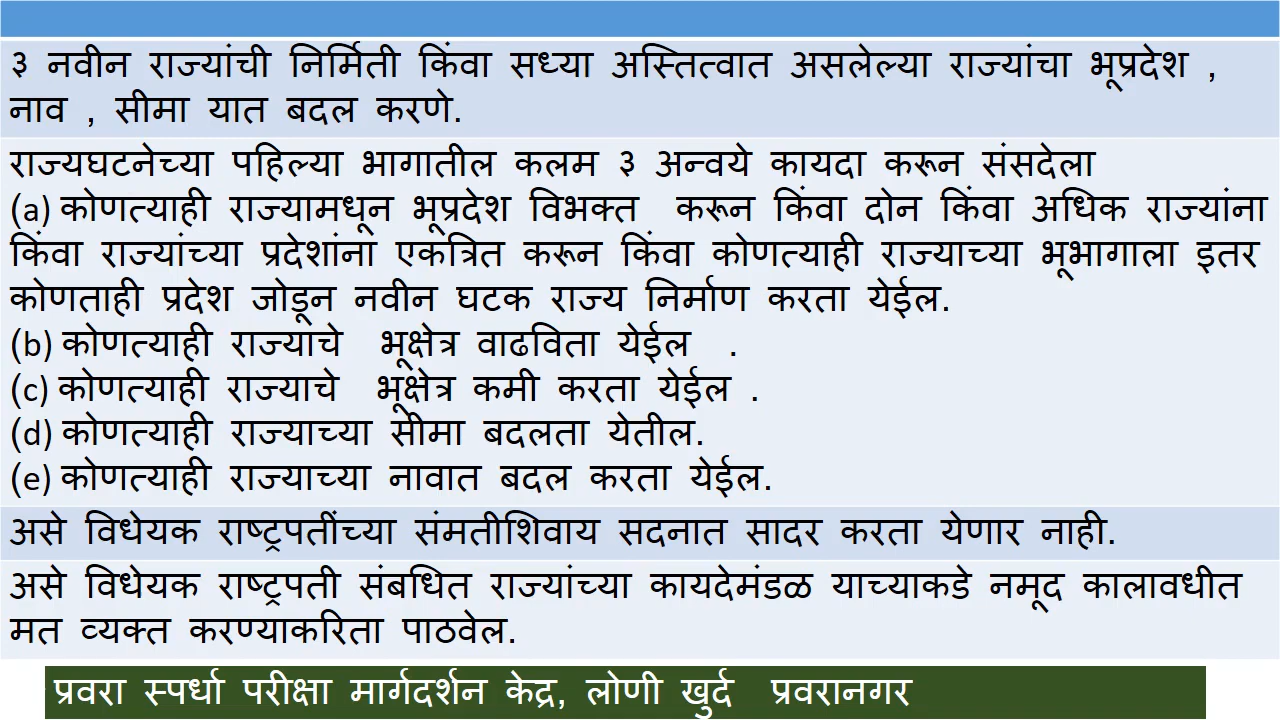 ३ नवीन राज्यांची निर्मिती किंवा सध्या अस्तित्वात असलेल्या राज्यांचा भूप्रदेश ,
नाव , सीमा यात बदल करणे.
राज्यघटनेच्या पहिल्या भागातील कलम ३ अन्वये कायदा करून संसदेला
(a) कोणत्याही राज्यामधून भूप्रदेश विभक्त करून किंवा दोन किंवा अधिक राज्यांना
किंवा राज्यांच्या प्रदेशांना एकत्रित करून किंवा कोणत्याही राज्याच्या भूभागाला इतर
कोणताही प्रदेश जोडून नवीन घटक राज्य निर्माण करता येईल.
(b) कोणत्याही राज्याचे भूक्षेत्र वाढविता येईल .
(c) कोणत्याही राज्याचे भूक्षेत्र कमी करता येईल .
(d) कोणत्याही राज्याच्या सीमा बदलता येतील.
(e) कोणत्याही राज्याच्या नावात बदल करता येईल.
असे विधेयक राष्ट्रपतींच्या संमतीशिवाय सदनात सादर करता येणार नाही.
असे विधेयक राष्ट्रपती संबधित राज्यांच्या कायदेमंडळ याच्याकडे नमूद कालावधीत
मत व्यक्त करण्याकरिता पाठवेल.
प्रवरा स्पर्धा परीक्षा मार्गदर्शन केद्र, लोणी खुर्द प्रवरानगर